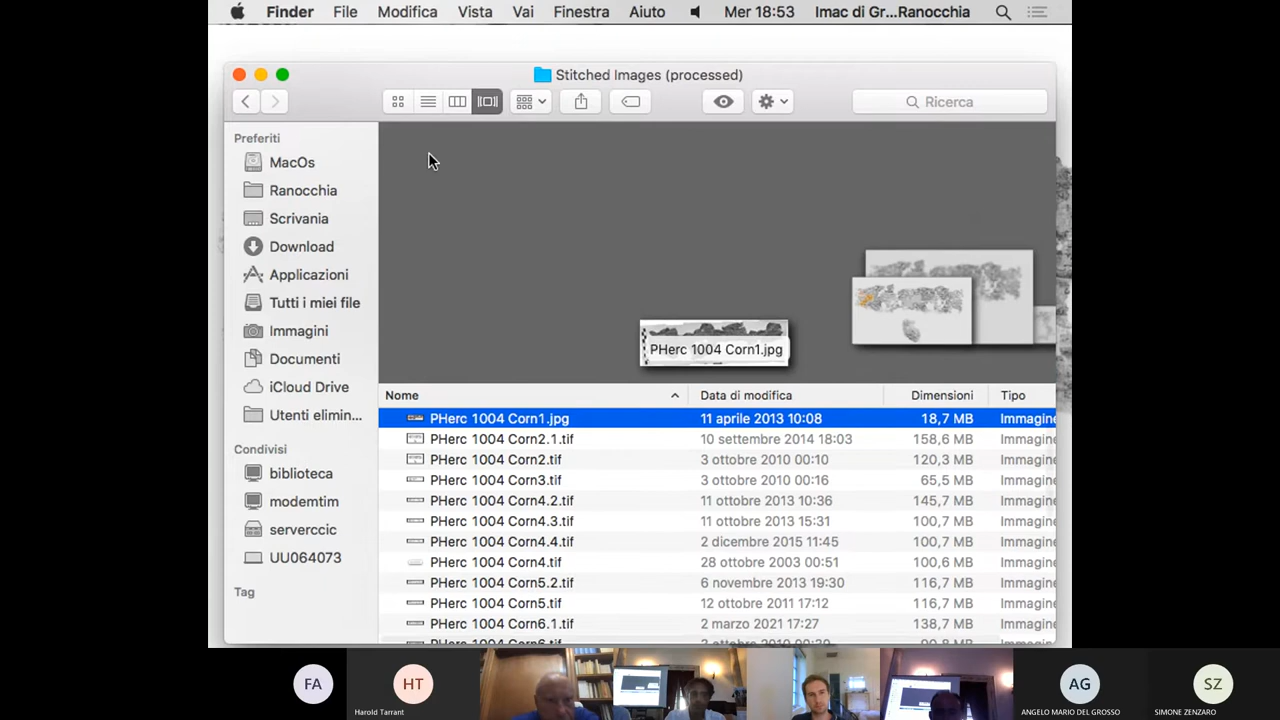 Finder File Modifica Vista Vai Finestra Aiuto Mer 18:53 Imac di Gr...Ranocchia
Stitched Images (processed)
Ricerca
Preferiti
MacOs
Ranocchia
Scrivania
Download
Applicazioni
Tutti i miei file
Immagini
Documenti
iCloud Drive
Utenti elimin...
Condivisi
biblioteca
modemtim
serverccic
UU064073
Tag
PHerc 1004 Corn1.jpg
Nome Data di modifica Dimensioni Tipo
PHerc 1004 Corn1.jpg 11 aprile 2013 10:08 18,7 MB Immagine
PHerc 1004 Corn2.1.tif 10 settembre 2014 18:03 158,6 MB Immagine
PHerc 1004 Corn2.tif 3 ottobre 2010 00:10 120,3 MB Immagine
PHerc 1004 Corn3.tif 3 ottobre 2010 00:16 65,5 MB Immagine
PHerc 1004 Corn4.2.tif 11 ottobre 2013 10:36 145,7 MB Immagine
PHerc 1004 Corn4.3.tif 11 ottobre 2013 15:31 100,7 MB Immagine
PHerc 1004 Corn4.4.tif 2 dicembre 2015 11:45 100,7 MB Immagine
PHerc 1004 Corn4.tif 28 ottobre 2003 00:51 100,6 MB Immagine
PHerc 1004 Corn5.2.tif 6 novembre 2013 19:30 116,7 MB Immagine
PHerc 1004 Corn5.tif 12 ottobre 2011 17:12 116,7 MB Immagine
PHerc 1004 Corn6.1.tif 2 marzo 2021 17:27 138,7 MB Immagine
PHerc 1004 Corn6.tif
FA HT AG SZ
Harold Tarrant ANGELO MARIO DEL GROSSO SIMONE ZENZARO